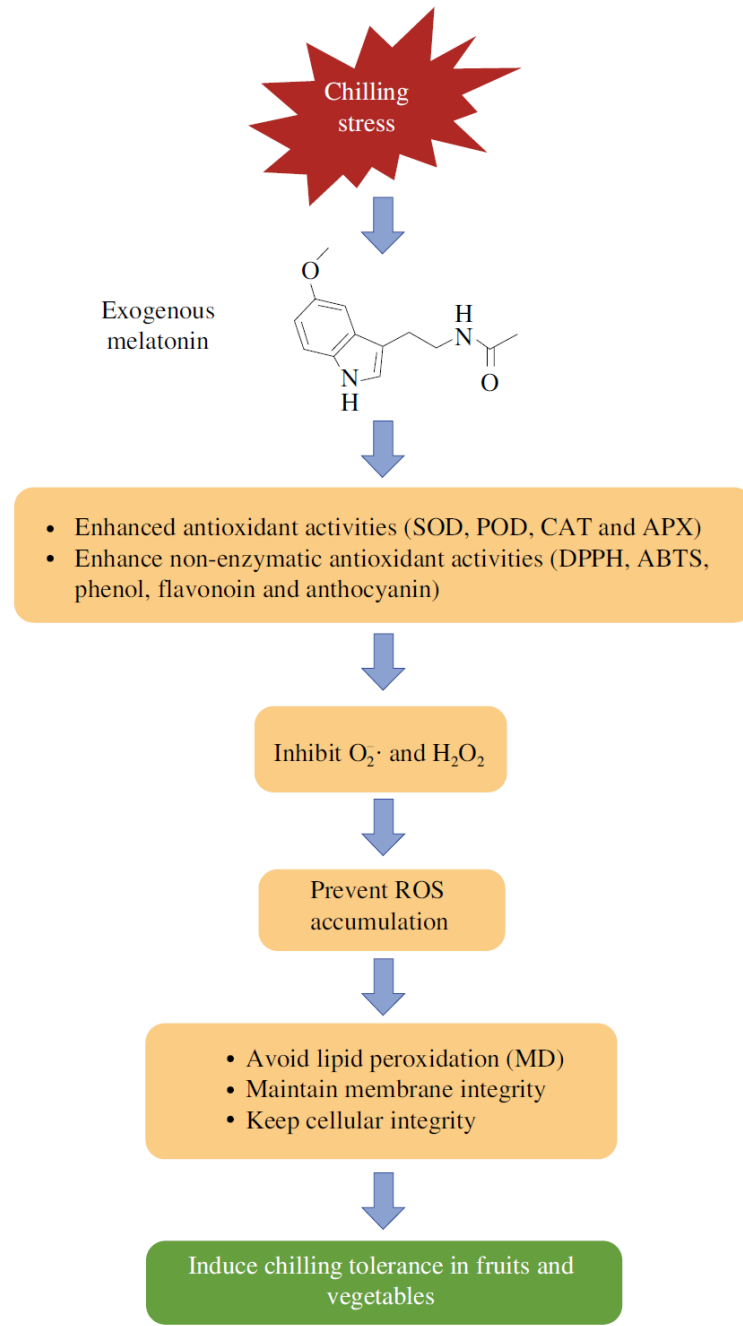 Chilling
stress
Exogenous
melatonin
O
H
N
O
N
H
• Enhanced antioxidant activities (SOD, POD, CAT and APX)
• Enhance non-enzymatic antioxidant activities (DPPH, ABTS,
phenol, flavonoin and anthocyanin)
Inhibit O₂⁻· and H₂O₂
Prevent ROS
accumulation
• Avoid lipid peroxidation (MD)
• Maintain membrane integrity
• Keep cellular integrity
Induce chilling tolerance in fruits and
vegetables